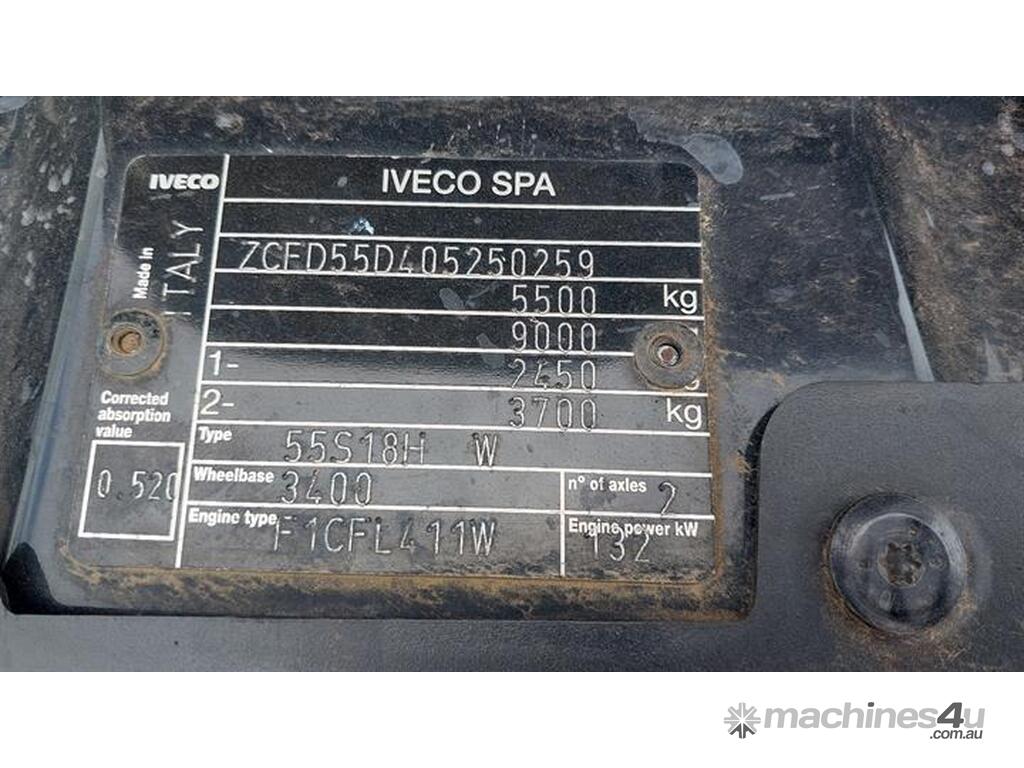 IVECO IVECO SPA
Made in ITALY
ZCFD55D405250259
5500 kg
9000
1- 2450
2- 3700 kg
Corrected
absorption
value
0.520
Type 55S18H W
Wheelbase 3400
n° of axles 2
Engine type F1CFL411W
Engine power kW 132
machines4u
.com.au